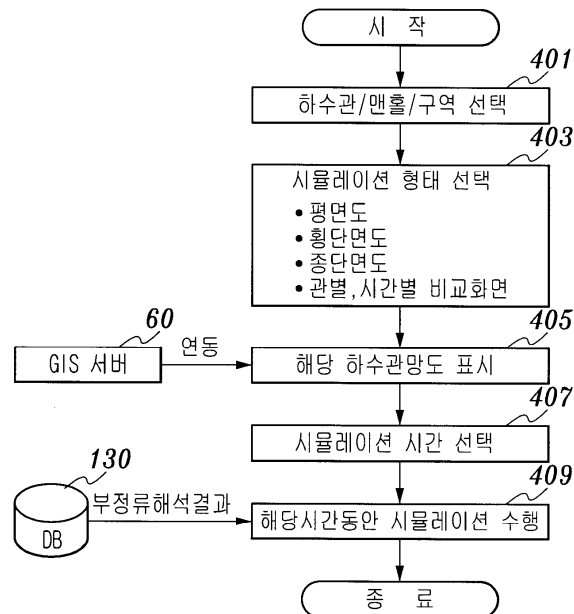 시 작
401
하수관/맨홀/구역 선택
403
시뮬레이션 형태 선택
• 평면도
• 횡단면도
• 종단면도
• 관별,시간별 비교화면
60
GIS 서버
연동
405
해당 하수관망도 표시
407
시뮬레이션 시간 선택
130
DB
부정류해석결과
409
해당시간동안 시뮬레이션 수행
종 료